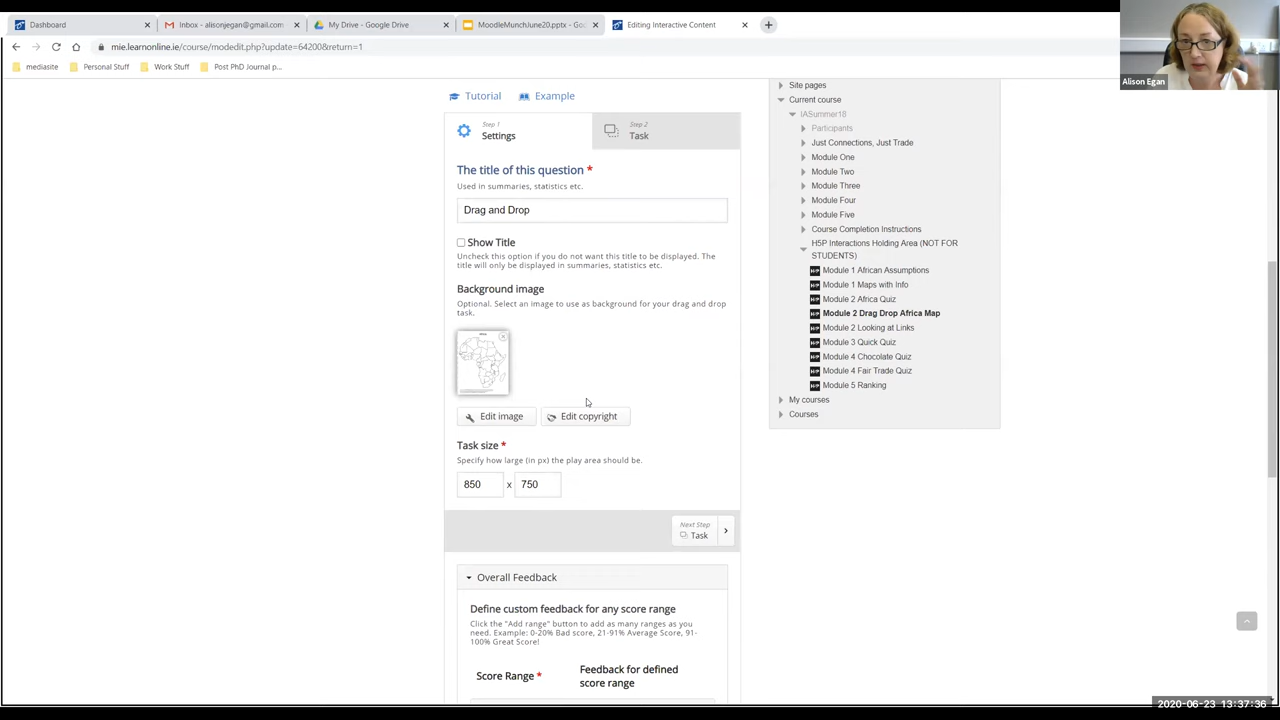 Dashboard
Inbox - alisonjegan@gmail.com
My Drive - Google Drive
MoodleMunchJune20.pptx - Goo
Editing Interactive Content
mie.learnonline.ie/course/modedit.php?update=64200&return=1
mediasite
Personal Stuff
Work Stuff
Post PhD Journal p...
Alison Egan
Tutorial
Example
Step 1
Settings
Step 2
Task
The title of this question *
Used in summaries, statistics etc.
Drag and Drop
Show Title
Uncheck this option if you do not want this title to be displayed. The
title will only be displayed in summaries, statistics etc.
Background image
Optional. Select an image to use as background for your drag and drop
task.
Edit image
Edit copyright
Task size *
Specify how large (in px) the play area should be.
850 x 750
Next Step
Task
Overall Feedback
Define custom feedback for any score range
Click the "Add range" button to add as many ranges as you
need. Example: 0-20% Bad score, 21-91% Average Score, 91-
100% Great Score!
Score Range *
Feedback for defined
score range
Site pages
Current course
IASummer18
Participants
Just Connections, Just Trade
Module One
Module Two
Module Three
Module Four
Module Five
Course Completion Instructions
H5P Interactions Holding Area (NOT FOR
STUDENTS)
Module 1 African Assumptions
Module 1 Maps with Info
Module 2 Africa Quiz
Module 2 Drag Drop Africa Map
Module 2 Looking at Links
Module 3 Quick Quiz
Module 4 Chocolate Quiz
Module 4 Fair Trade Quiz
Module 5 Ranking
My courses
Courses
2020-06-23 13:37:36